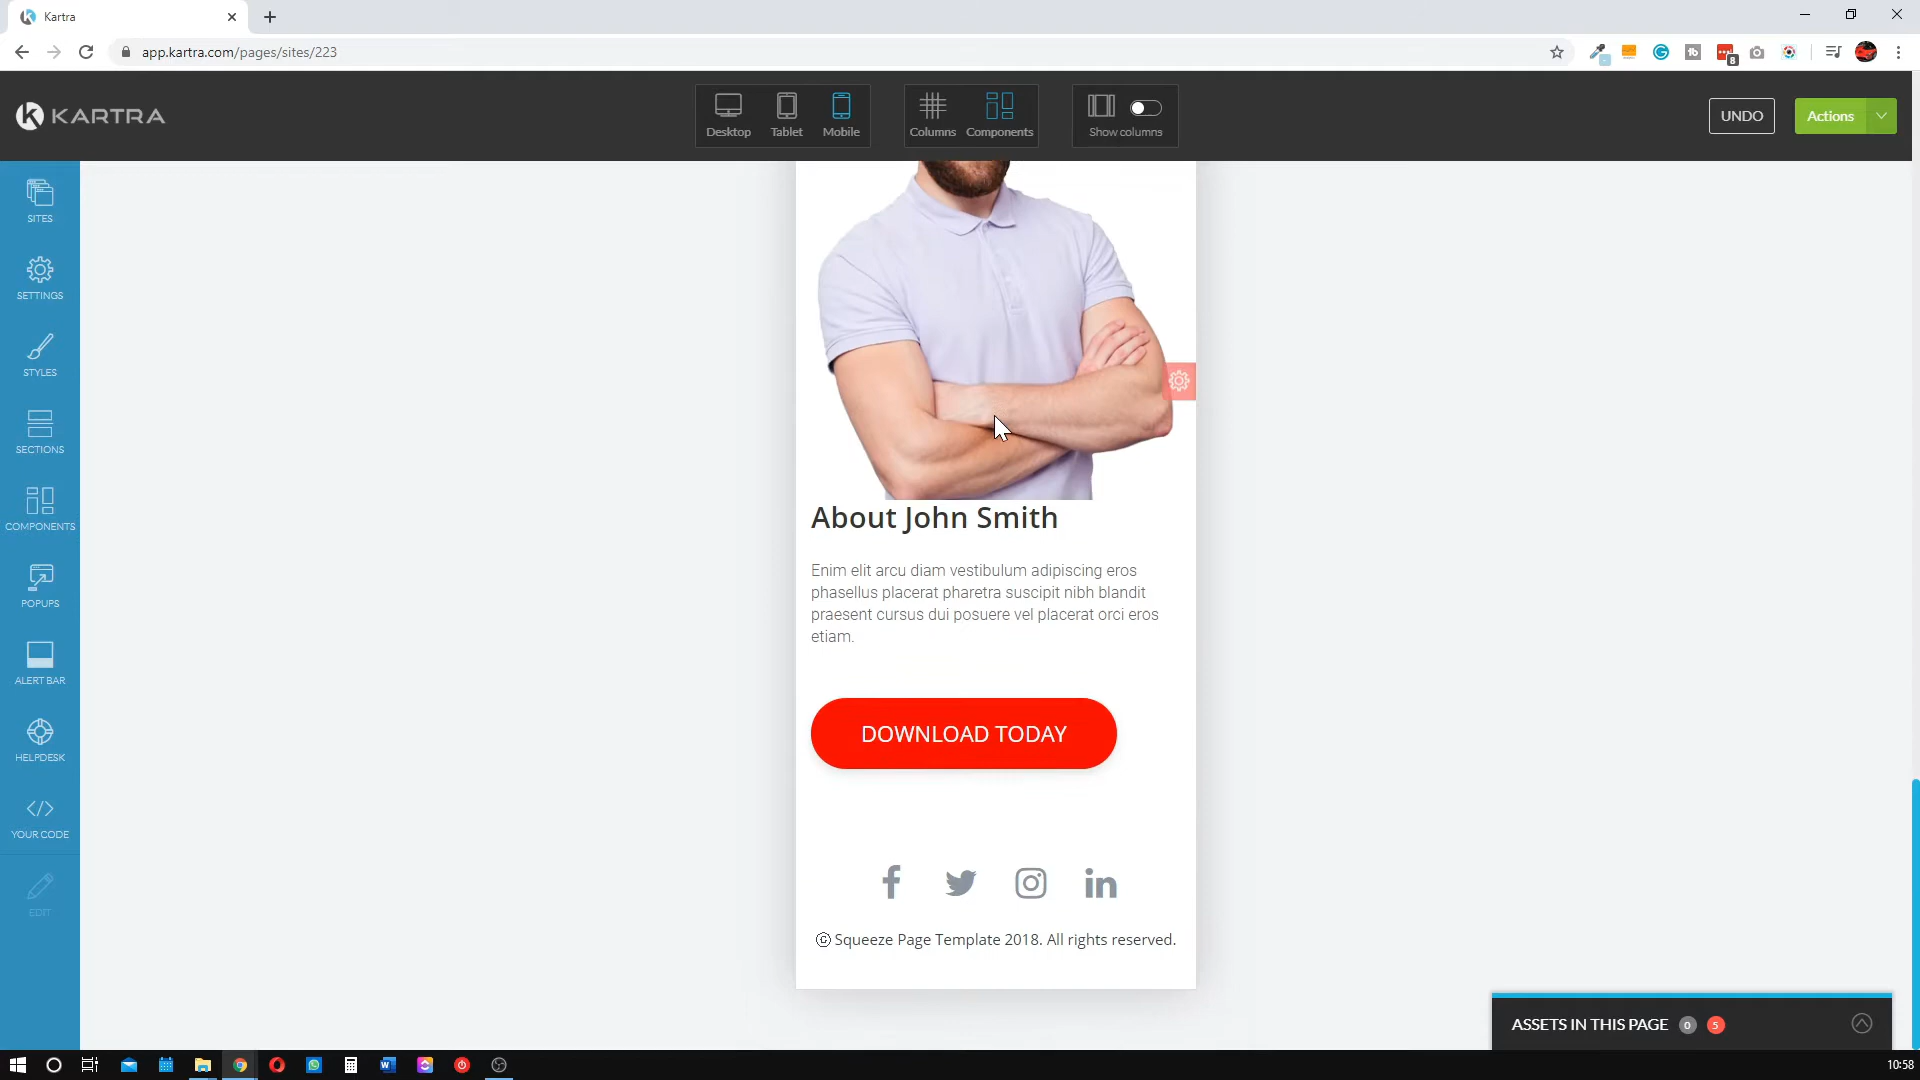 Kartra
app.kartra.com/pages/sites/223
8
KARTRA
Desktop
Tablet
Mobile
Columns
Components
Show columns
UNDO
Actions
SITES
SETTINGS
STYLES
SECTIONS
COMPONENTS
POPUPS
ALERT BAR
HELPDESK
YOUR CODE
EDIT
About John Smith
Enim elit arcu diam vestibulum adipiscing eros
phasellus placerat pharetra suscipit nibh blandit
praesent cursus dui posuere vel placerat orci eros
etiam.
DOWNLOAD TODAY
© Squeeze Page Template 2018. All rights reserved.
ASSETS IN THIS PAGE 0 5
10:58